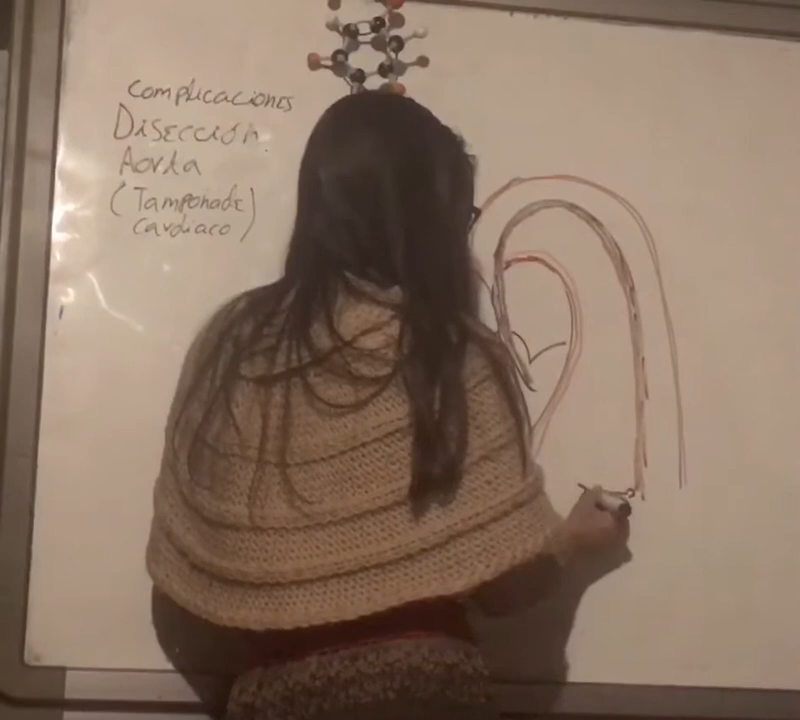 complicaciones
Disección
Aorta
(Tamponade
cardiaco)